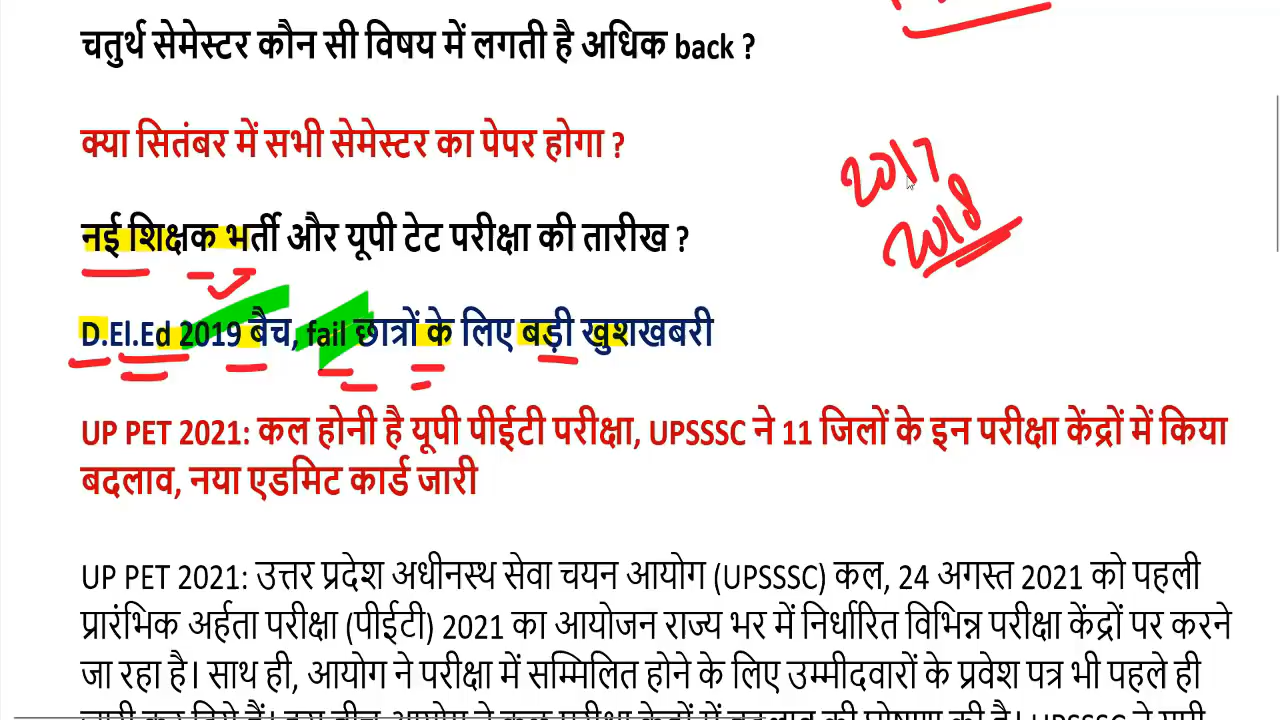 चतुर्थ सेमेस्टर कौन सी विषय में लगती है अधिक back ?
क्या सितंबर में सभी सेमेस्टर का पेपर होगा ?
2017
2018
नई शिक्षक भर्ती और यूपी टेट परीक्षा की तारीख ?
D.El.Ed 2019 बैच, fail छात्रों के लिए बड़ी खुशखबरी
UP PET 2021: कल होनी है यूपी पीईटी परीक्षा, UPSSSC ने 11 जिलों के इन परीक्षा केंद्रों में किया
बदलाव, नया एडमिट कार्ड जारी
UP PET 2021: उत्तर प्रदेश अधीनस्थ सेवा चयन आयोग (UPSSSC) कल, 24 अगस्त 2021 को पहली
प्रारंभिक अर्हता परीक्षा (पीईटी) 2021 का आयोजन राज्य भर में निर्धारित विभिन्न परीक्षा केंद्रों पर करने
जा रहा है। साथ ही, आयोग ने परीक्षा में सम्मिलित होने के लिए उम्मीदवारों के प्रवेश पत्र भी पहले ही